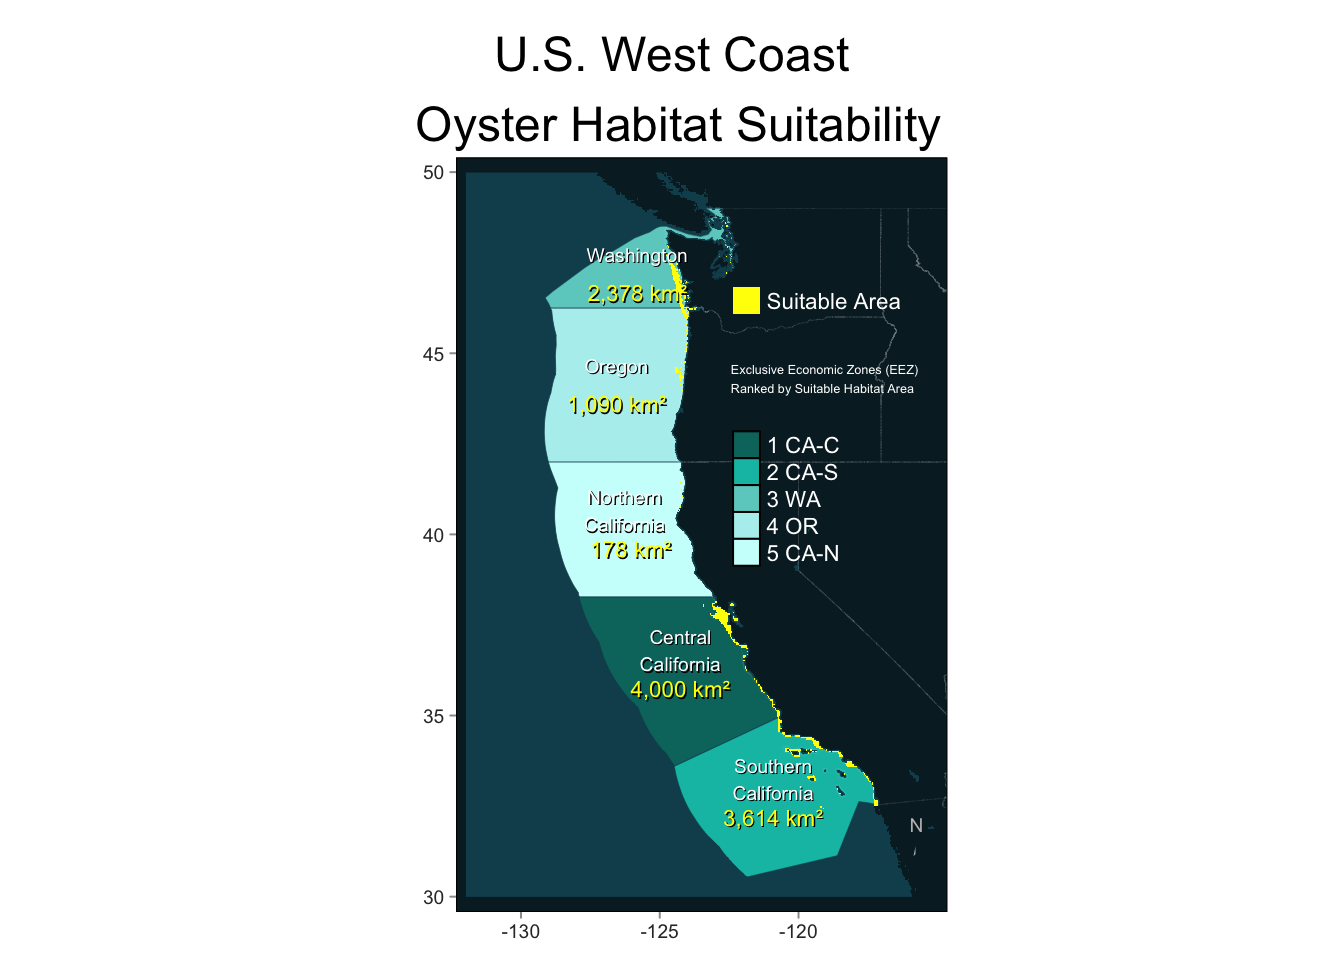 U.S. West Coast
Oyster Habitat Suitability
50
45
40
35
30
Washington
2,378 km²
Oregon
1,090 km²
Northern
California
178 km²
Central
California
4,000 km²
Southern
California
3,614 km²
Suitable Area
Exclusive Economic Zones (EEZ)
Ranked by Suitable Habitat Area
1 CA-C
2 CA-S
3 WA
4 OR
5 CA-N
N
-130
-125
-120